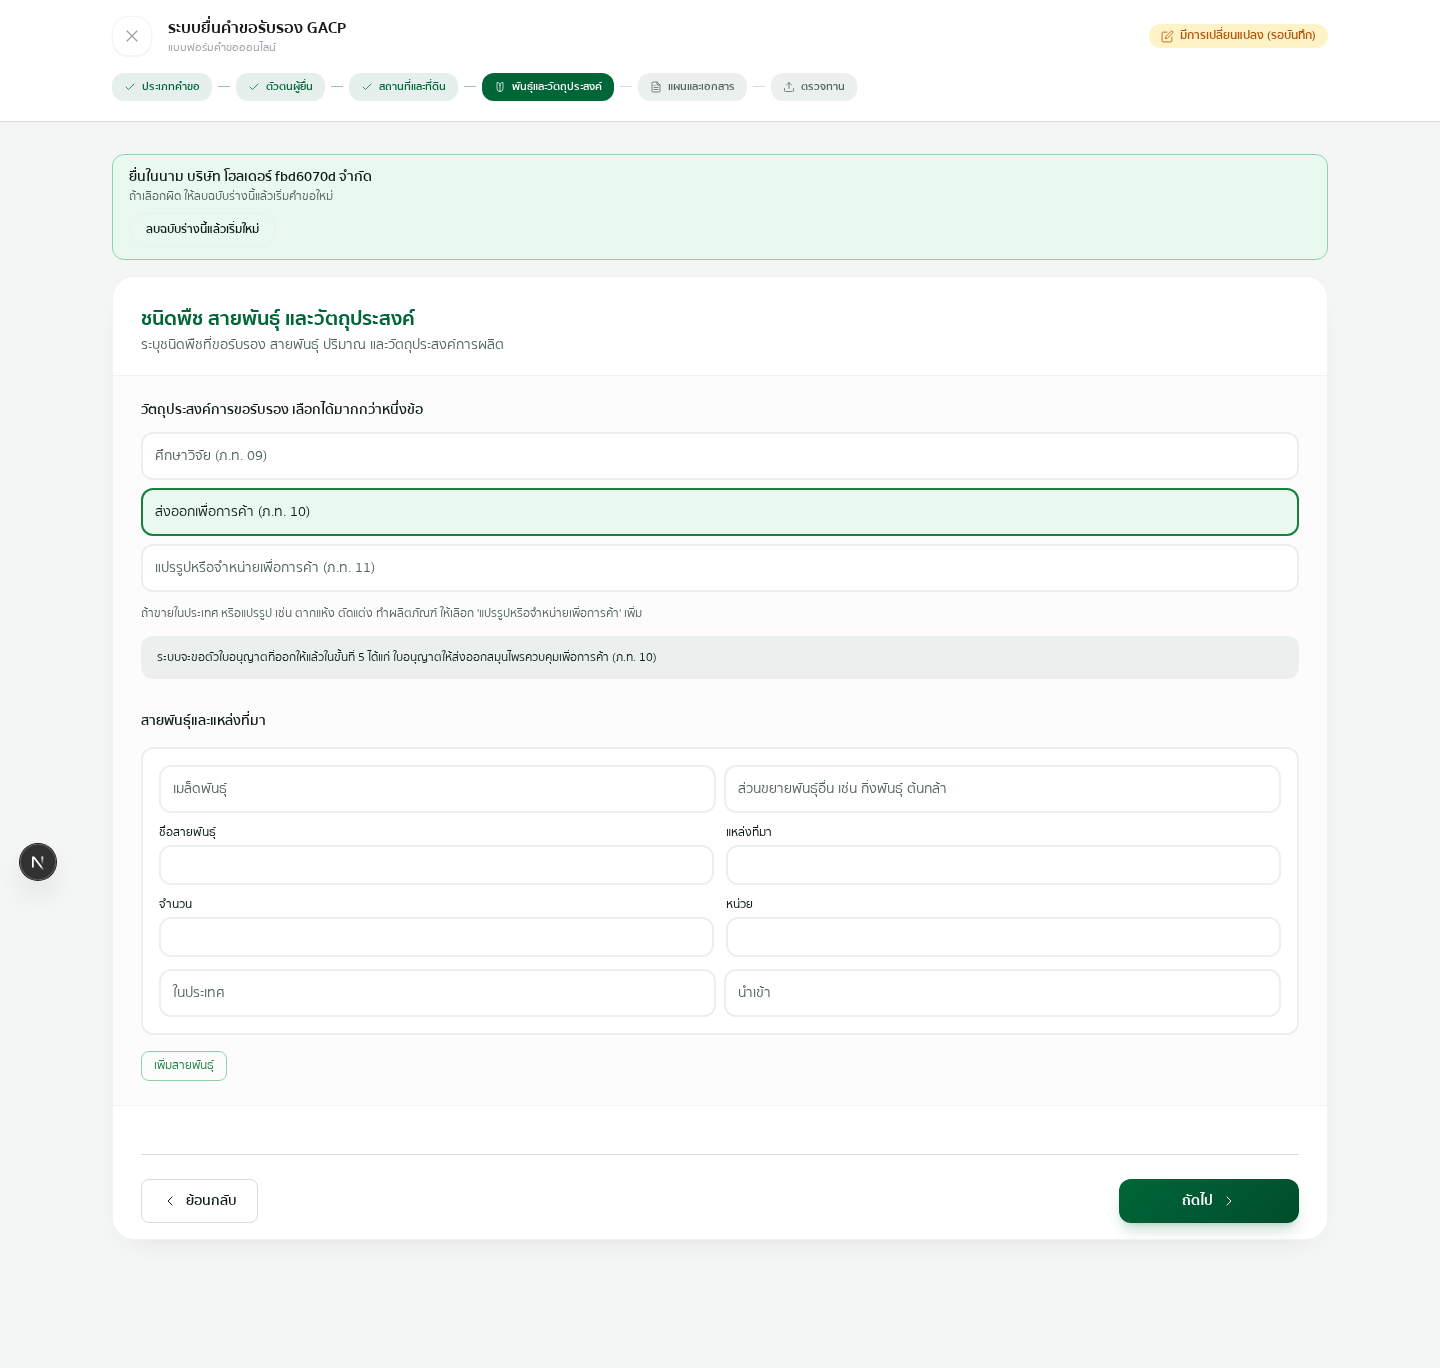 ระบบยื่นคำขอรับรอง GACP
แบบฟอร์มคำขอออนไลน์
มีการเปลี่ยนแปลง (รอบันทึก)
ประเภทคำขอ
ตัวตนผู้ยื่น
สถานที่และที่ดิน
พันธุ์และวัตถุประสงค์
แผนและเอกสาร
ตรวจทาน
ยื่นในนาม บริษัท โฮลเดอร์ fbd6070d จำกัด
ถ้าเลือกผิด ให้ลบฉบับร่างนี้แล้วเริ่มคำขอใหม่
ลบฉบับร่างนี้แล้วเริ่มใหม่
ชนิดพืช สายพันธุ์ และวัตถุประสงค์
ระบุชนิดพืชที่ขอรับรอง สายพันธุ์ ปริมาณ และวัตถุประสงค์การผลิต
วัตถุประสงค์การขอรับรอง เลือกได้มากกว่าหนึ่งข้อ
ศึกษาวิจัย (ภ.ท. 09)
ส่งออกเพื่อการค้า (ภ.ท. 10)
แปรรูปหรือจำหน่ายเพื่อการค้า (ภ.ท. 11)
ถ้าขายในประเทศ หรือแปรรูป เช่น ตากแห้ง ตัดแต่ง ทำผลิตภัณฑ์ ให้เลือก 'แปรรูปหรือจำหน่ายเพื่อการค้า' เพิ่ม
ระบบจะขอตัวใบอนุญาตที่ออกให้แล้วในขั้นที่ 5 ได้แก่ ใบอนุญาตให้ส่งออกสมุนไพรควบคุมเพื่อการค้า (ภ.ท. 10)
สายพันธุ์และแหล่งที่มา
เมล็ดพันธุ์
ส่วนขยายพันธุ์อื่น เช่น กิ่งพันธุ์ ต้นกล้า
ชื่อสายพันธุ์
แหล่งที่มา
จำนวน
หน่วย
ในประเทศ
นำเข้า
เพิ่มสายพันธุ์
ย้อนกลับ
ถัดไป